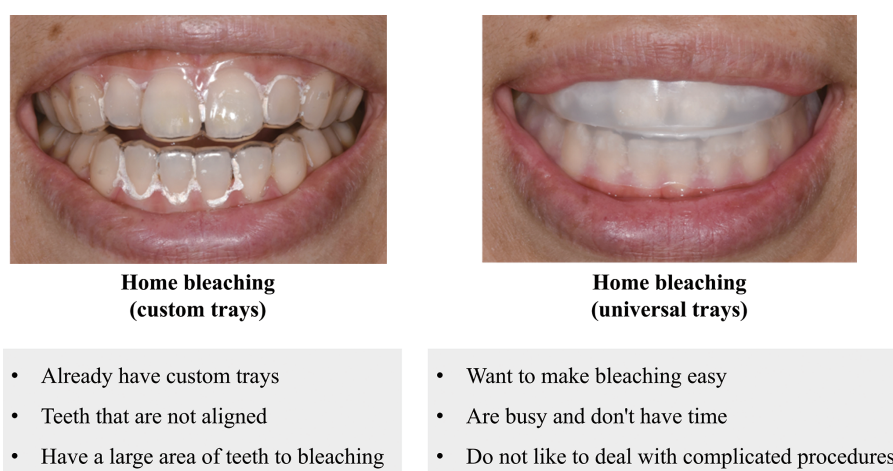 Home bleaching
(custom trays)
Home bleaching
(universal trays)
• Already have custom trays
• Teeth that are not aligned
• Have a large area of teeth to bleaching
• Want to make bleaching easy
• Are busy and don't have time
• Do not like to deal with complicated procedures